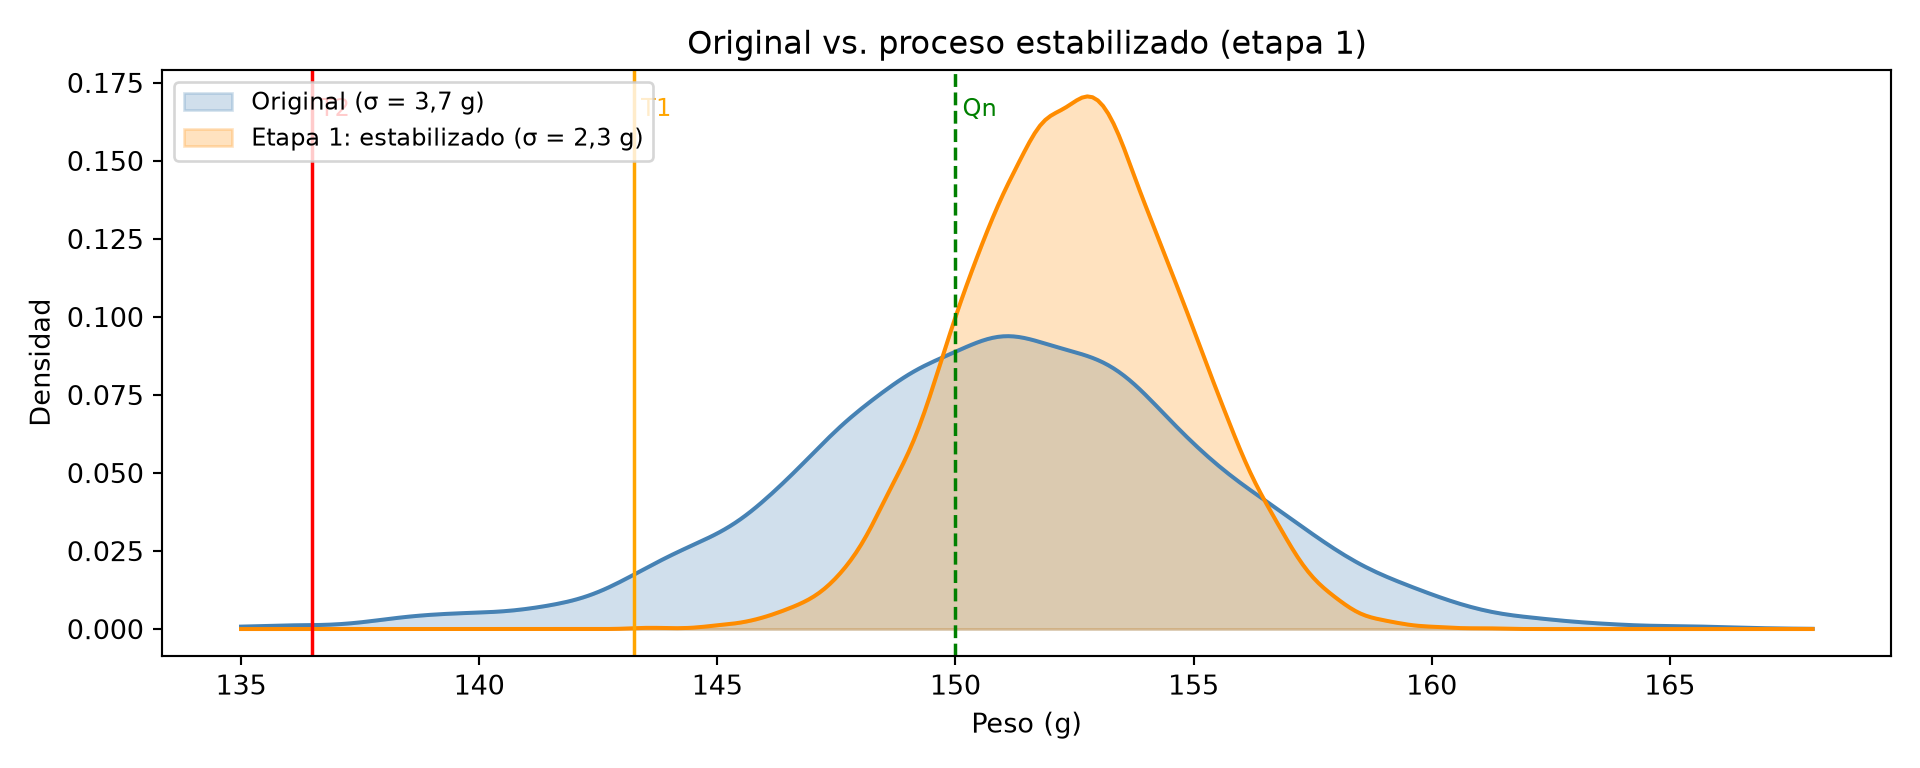 Original vs. proceso estabilizado (etapa 1)
Original (σ = 3,7 g)
Etapa 1: estabilizado (σ = 2,3 g)
T2
T1
Qn
Densidad
0.175
0.150
0.125
0.100
0.075
0.050
0.025
0.000
135
140
145
150
155
160
165
Peso (g)